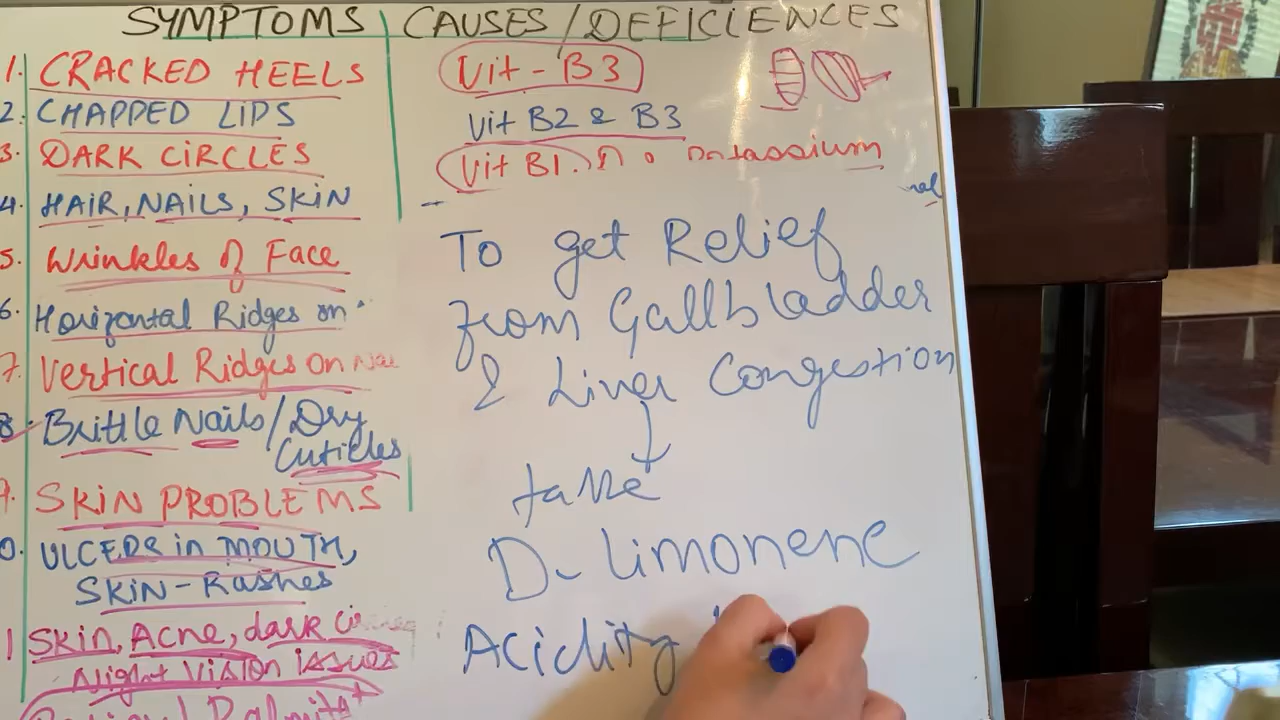 SYMPTOMS CAUSES/DEFICIENCES
1. CRACKED HEELS Vit-B3
2. CHAPPED LIPS Vit B2 & B3
3. DARK CIRCLES Vit B1. Potassium
4. HAIR, NAILS, SKIN
5. Wrinkles of Face
6. Horizontal Ridges on
7. Vertical Ridges On
8. Brittle Nails/Dry
Cuticles
9. SKIN PROBLEMS
0. ULCERS in MOUTH,
SKIN-Rashes
1 Skin, Acne, dark
Night Vision issues
To get Relief
from Gallbladder
& Liver Congestion
take
D-limonene
Acidity